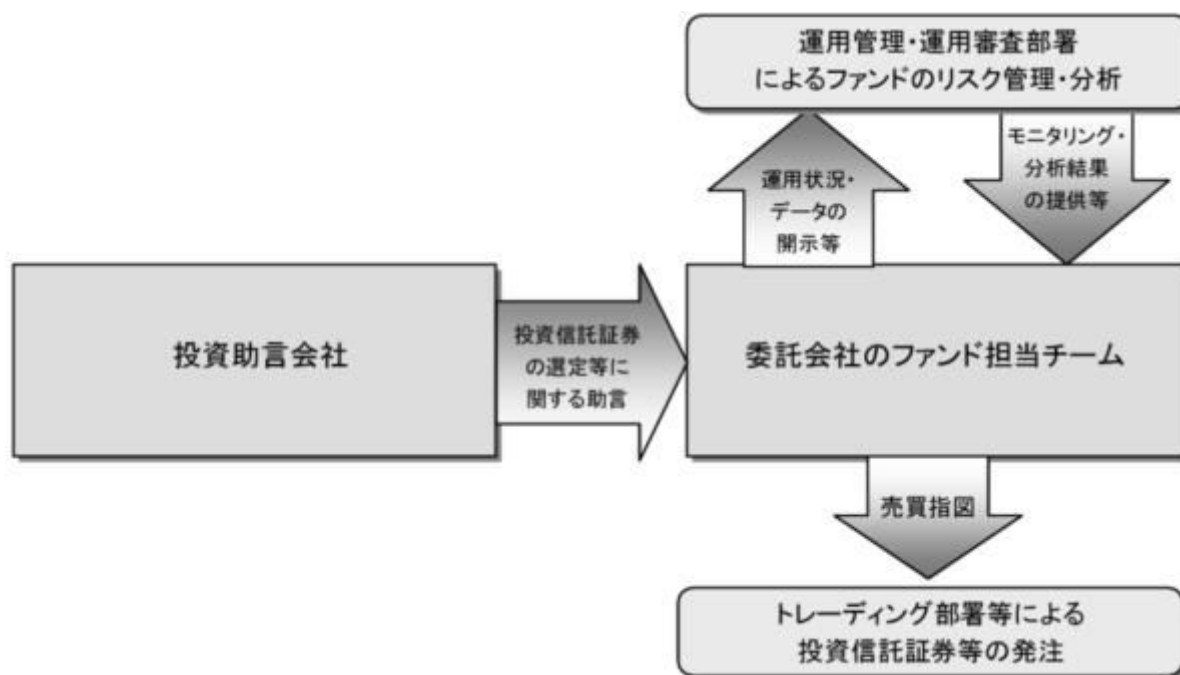 運用管理・運用審査部署
によるファンドのリスク管理・分析
運用状況・
データの
開示等
モニタリング・
分析結果
の提供等
投資助言会社
投資信託証券
の選定等に
関する助言
委託会社のファンド担当チーム
売買指図
トレーディング部署等による
投資信託証券等の発注